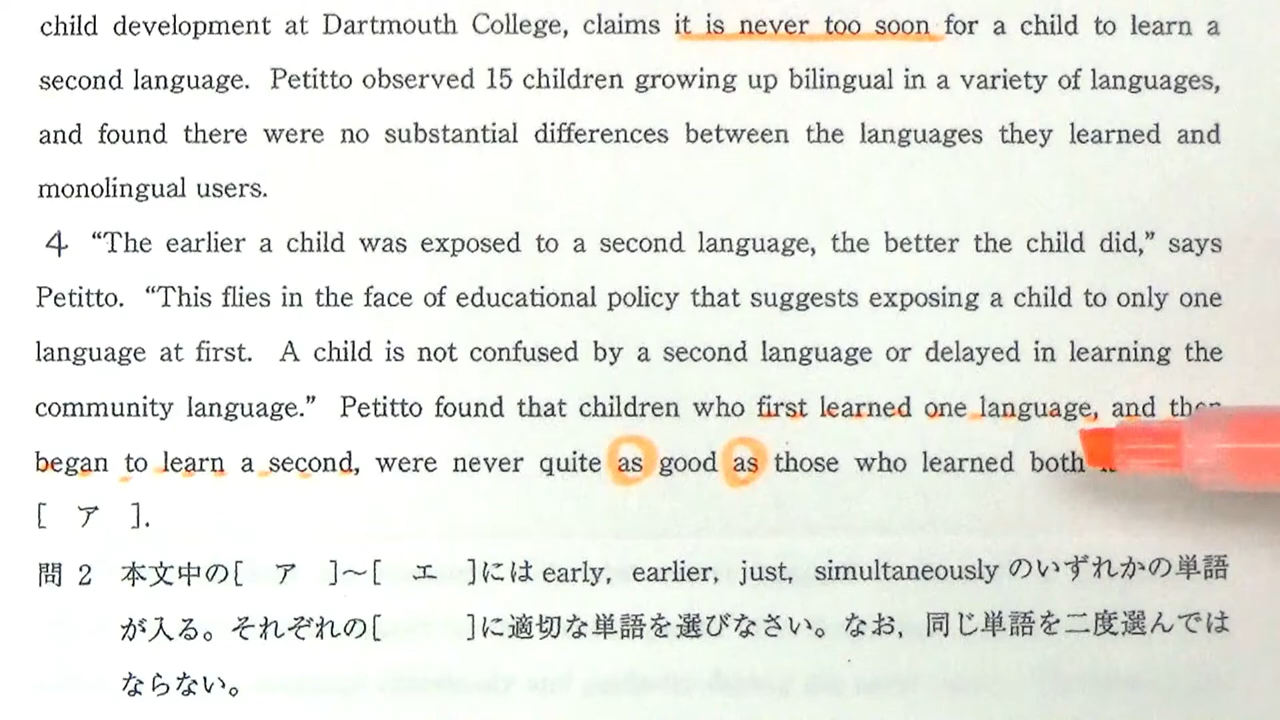 child development at Dartmouth College, claims it is never too soon for a child to learn a
second language. Petitto observed 15 children growing up bilingual in a variety of languages,
and found there were no substantial differences between the languages they learned and
monolingual users.
4 “The earlier a child was exposed to a second language, the better the child did,” says
Petitto. “This flies in the face of educational policy that suggests exposing a child to only one
language at first. A child is not confused by a second language or delayed in learning the
community language.” Petitto found that children who first learned one language, and then
began to learn a second, were never quite as good as those who learned both
[ ア ].
問 2 本文中の[ ア ]～[ エ ]には early, earlier, just, simultaneously のいずれかの単語
が入る。それぞれの[ ]に適切な単語を選びなさい。なお，同じ単語を二度選んでは
ならない。